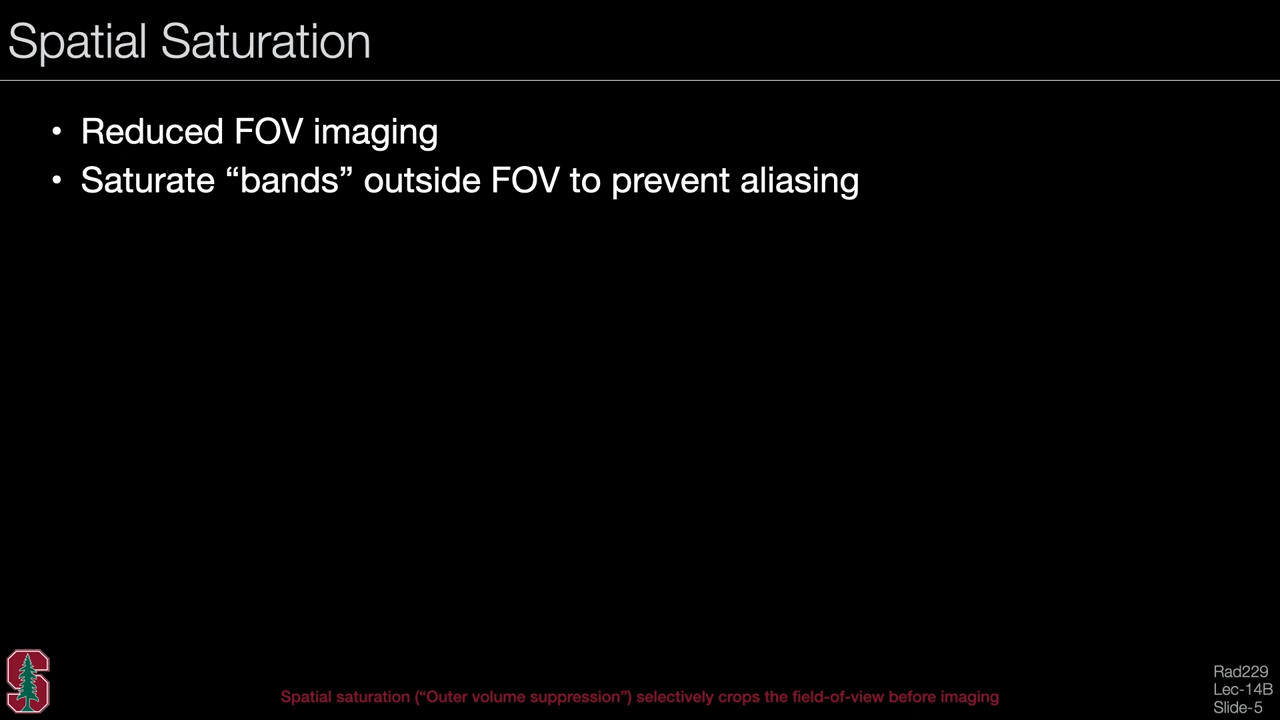 Spatial Saturation
• Reduced FOV imaging
• Saturate “bands” outside FOV to prevent aliasing
Spatial saturation (“Outer volume suppression”) selectively crops the field-of-view before imaging
Rad229
Lec-14B
Slide-5